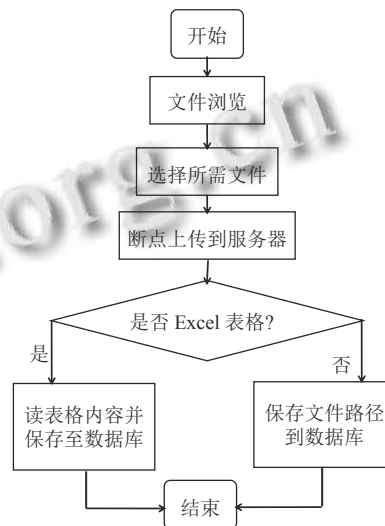 开始
文件浏览
选择所需文件
断点上传到服务器
是否 Excel 表格?
是
否
读表格内容并
保存至数据库
保存文件路径
到数据库
结束
org.cn